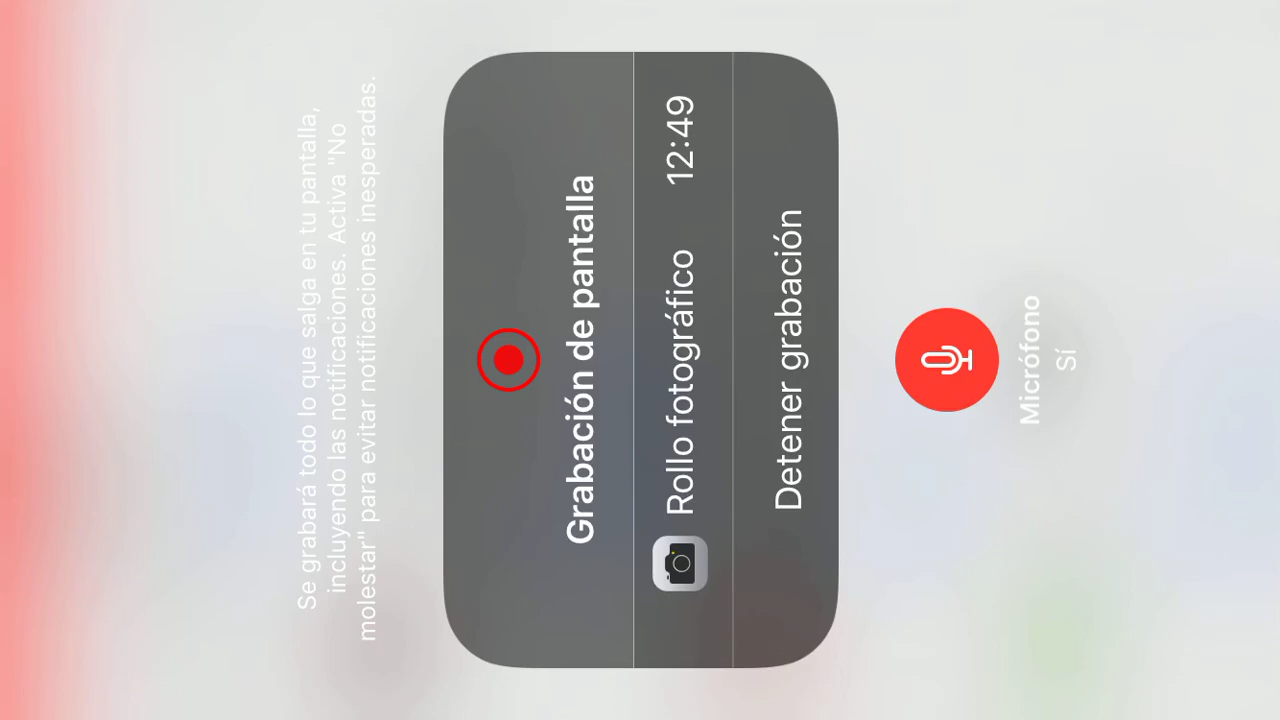 Se grabará todo lo que salga en tu pantalla,
incluyendo las notificaciones. Activa "No
molestar" para evitar notificaciones inesperadas.
Grabación de pantalla
Rollo fotográfico 12:49
Detener grabación
Micrófono
Sí